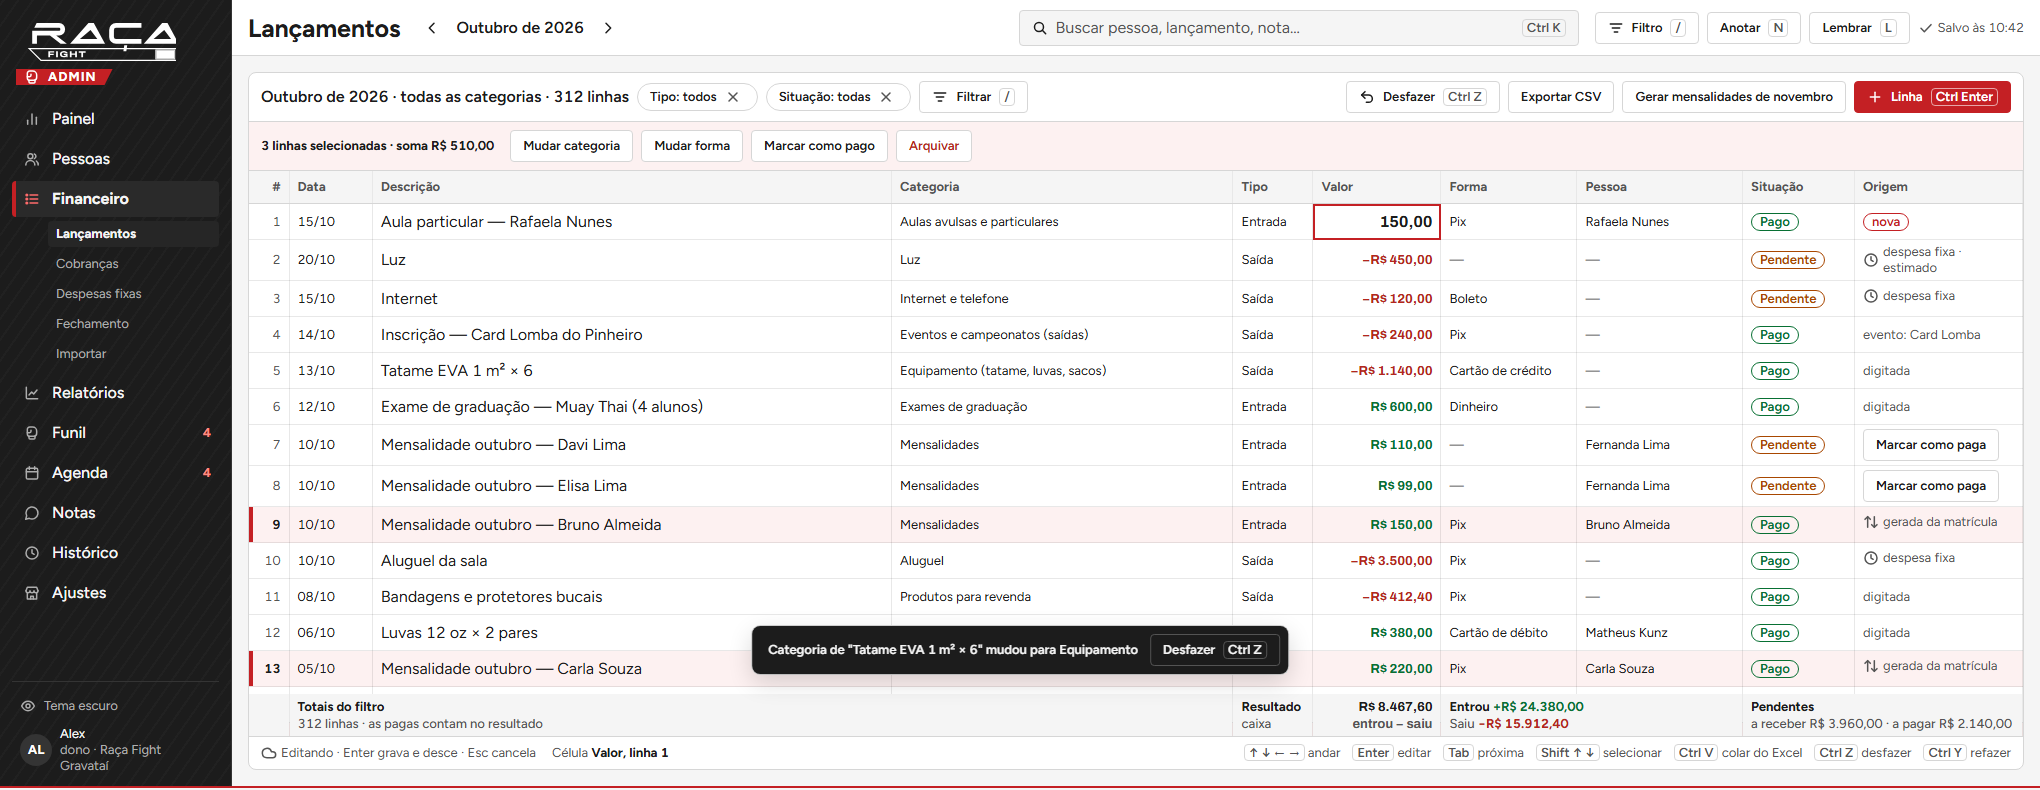 RAÇA
FIGHT
ADMIN
Painel
Pessoas
Financeiro
Lançamentos
Cobranças
Despesas fixas
Fechamento
Importar
Relatórios
Funil 4
Agenda 4
Notas
Histórico
Ajustes
Tema escuro
AL
Alex
dono · Raça Fight
Gravataí
Lançamentos Outubro de 2026
Buscar pessoa, lançamento, nota... Ctrl K
Filtro / Anotar N Lembrar L Salvo às 10:42
Outubro de 2026 · todas as categorias · 312 linhas Tipo: todos Situação: todas Filtrar / Desfazer Ctrl Z Exportar CSV Gerar mensalidades de novembro + Linha Ctrl Enter
3 linhas selecionadas · soma R$ 510,00 Mudar categoria Mudar forma Marcar como pago Arquivar
# Data Descrição Categoria Tipo Valor Forma Pessoa Situação Origem
1 15/10 Aula particular — Rafaela Nunes Aulas avulsas e particulares Entrada 150,00 Pix Rafaela Nunes Pago nova
2 20/10 Luz Luz Saída −R$ 450,00 — — Pendente despesa fixa · estimado
3 15/10 Internet Internet e telefone Saída −R$ 120,00 Boleto — Pendente despesa fixa
4 14/10 Inscrição — Card Lomba do Pinheiro Eventos e campeonatos (saídas) Saída −R$ 240,00 Pix — Pago evento: Card Lomba
5 13/10 Tatame EVA 1 m² × 6 Equipamento (tatame, luvas, sacos) Saída −R$ 1.140,00 Cartão de crédito — Pago digitada
6 12/10 Exame de graduação — Muay Thai (4 alunos) Exames de graduação Entrada R$ 600,00 Dinheiro — Pago digitada
7 10/10 Mensalidade outubro — Davi Lima Mensalidades Entrada R$ 110,00 — Fernanda Lima Pendente Marcar como paga
8 10/10 Mensalidade outubro — Elisa Lima Mensalidades Entrada R$ 99,00 — Fernanda Lima Pendente Marcar como paga
9 10/10 Mensalidade outubro — Bruno Almeida Mensalidades Entrada R$ 150,00 Pix Bruno Almeida Pago gerada da matrícula
10 10/10 Aluguel da sala Aluguel Saída −R$ 3.500,00 Pix — Pago despesa fixa
11 08/10 Bandagens e protetores bucais Produtos para revenda Saída −R$ 412,40 Pix — Pago digitada
12 06/10 Luvas 12 oz × 2 pares R$ 380,00 Cartão de débito Matheus Kunz Pago digitada
13 05/10 Mensalidade outubro — Carla Souza R$ 220,00 Pix Carla Souza Pago gerada da matrícula
Categoria de "Tatame EVA 1 m² × 6" mudou para Equipamento Desfazer Ctrl Z
Totais do filtro Resultado R$ 8.467,60 Entrou +R$ 24.380,00 Pendentes
312 linhas · as pagas contam no resultado caixa entrou − saiu Saiu −R$ 15.912,40 a receber R$ 3.960,00 · a pagar R$ 2.140,00
Editando · Enter grava e desce · Esc cancela Célula Valor, linha 1 ↑ ↓ ← → andar Enter editar Tab próxima Shift ↑ ↓ selecionar Ctrl V colar do Excel Ctrl Z desfazer Ctrl Y refazer